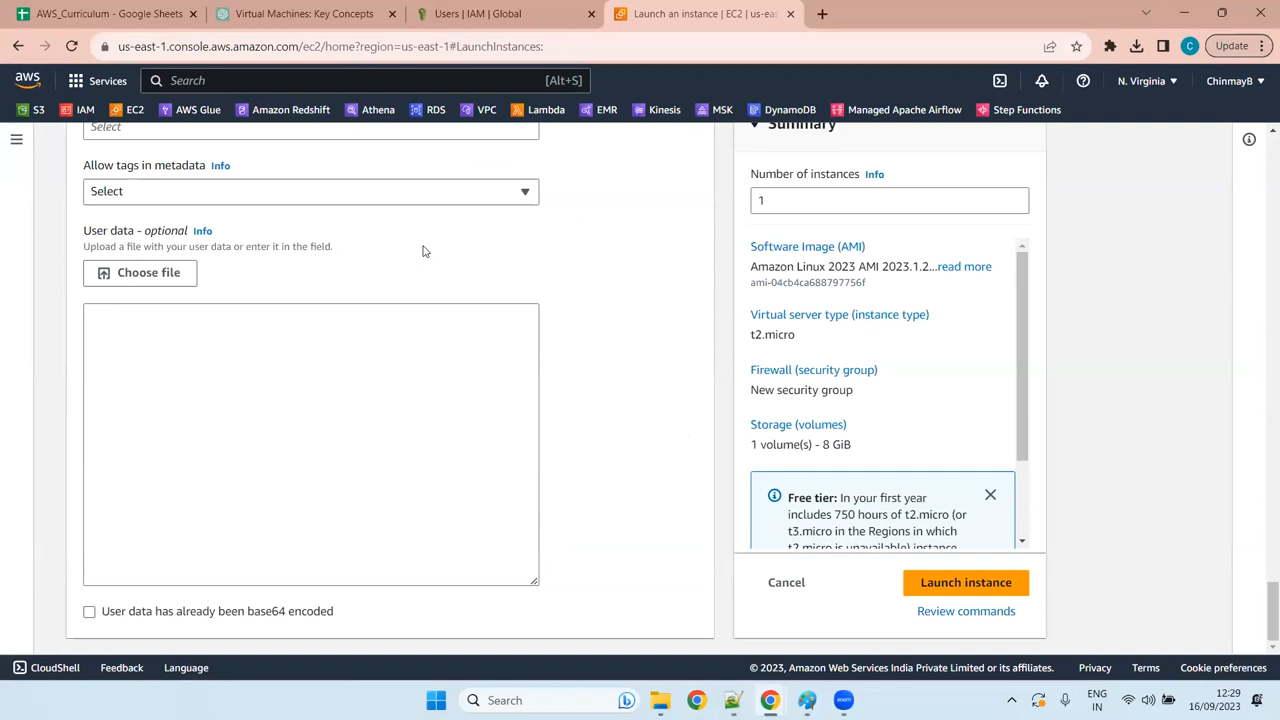 AWS_Curriculum - Google Sheets
Virtual Machines: Key Concepts
Users | IAM | Global
Launch an instance | EC2 | us-eas
us-east-1.console.aws.amazon.com/ec2/home?region=us-east-1#LaunchInstances:
C
Update
aws
Services
Search
[Alt+S]
N. Virginia
ChinmayB
S3
IAM
EC2
AWS Glue
Amazon Redshift
Athena
RDS
VPC
Lambda
EMR
Kinesis
MSK
DynamoDB
Managed Apache Airflow
Step Functions
Select
Allow tags in metadata Info
Select
User data - optional Info
Upload a file with your user data or enter it in the field.
Choose file
User data has already been base64 encoded
Summary
Number of instances Info
1
Software Image (AMI)
Amazon Linux 2023 AMI 2023.1.2...read more
ami-04cb4ca688797756f
Virtual server type (instance type)
t2.micro
Firewall (security group)
New security group
Storage (volumes)
1 volume(s) - 8 GiB
Free tier: In your first year
includes 750 hours of t2.micro (or
t3.micro in the Regions in which
t2.micro is unavailable) instance
Cancel
Launch instance
Review commands
CloudShell
Feedback
Language
© 2023, Amazon Web Services India Private Limited or its affiliates.
Privacy
Terms
Cookie preferences
Search
zoom
ENG
IN
12:29
16/09/2023